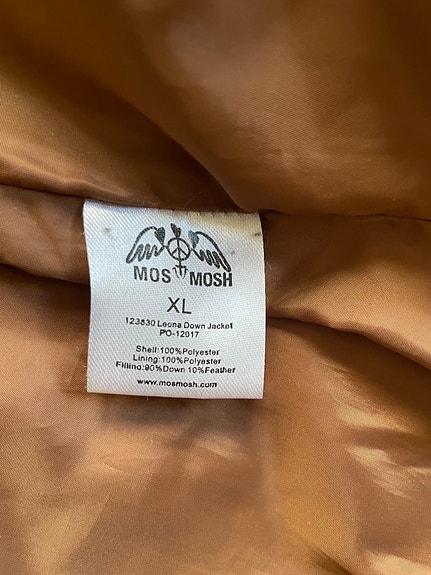 MOS MOSH
XL
123830 Leona Down Jacket
PO-12017
Shell:100%Polyester
Lining:100%Polyester
Filling:90%Down 10%Feather
www.mosmosh.com